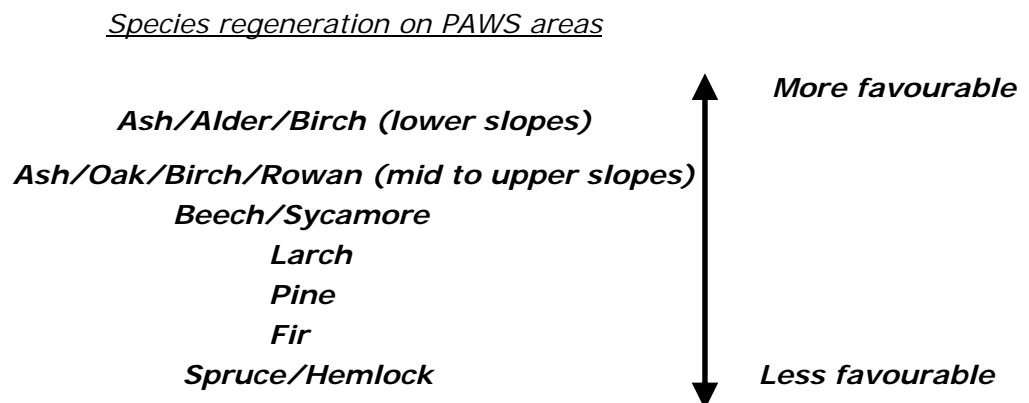 Species regeneration on PAWS areas
More favourable
Ash/Alder/Birch (lower slopes)
Ash/Oak/Birch/Rowan (mid to upper slopes)
Beech/Sycamore
Larch
Pine
Fir
Spruce/Hemlock
Less favourable